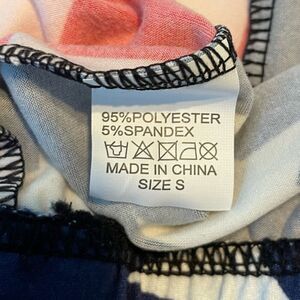 95%POLYESTER
5%SPANDEX
MADE IN CHINA
SIZE S